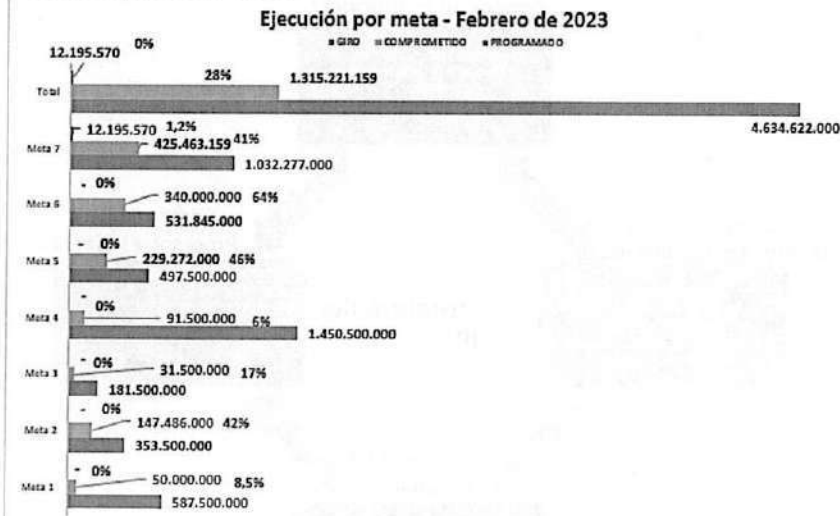 Ejecución por meta - Febrero de 2023
■ GIRO ■ COMPROMETIDO ■ PROGRAMADO
12.195.570 0%
28% 1.315.221.159
Total
4.634.622.000
12.195.570 1,2%
425.463.159 41%
Meta 7
1.032.277.000
- 0%
340.000.000 64%
Meta 6
531.845.000
- 0%
229.272.000 46%
Meta 5
497.500.000
- 0%
91.500.000 6%
Meta 4
1.450.500.000
- 0%
31.500.000 17%
Meta 3
181.500.000
- 0%
147.486.000 42%
Meta 2
353.500.000
- 0%
50.000.000 8,5%
Meta 1
587.500.000